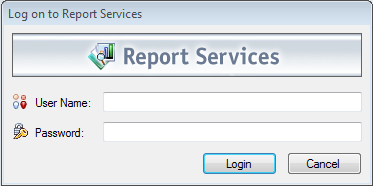 Log on to Report Services
Report Services
User Name:
Password:
Login Cancel